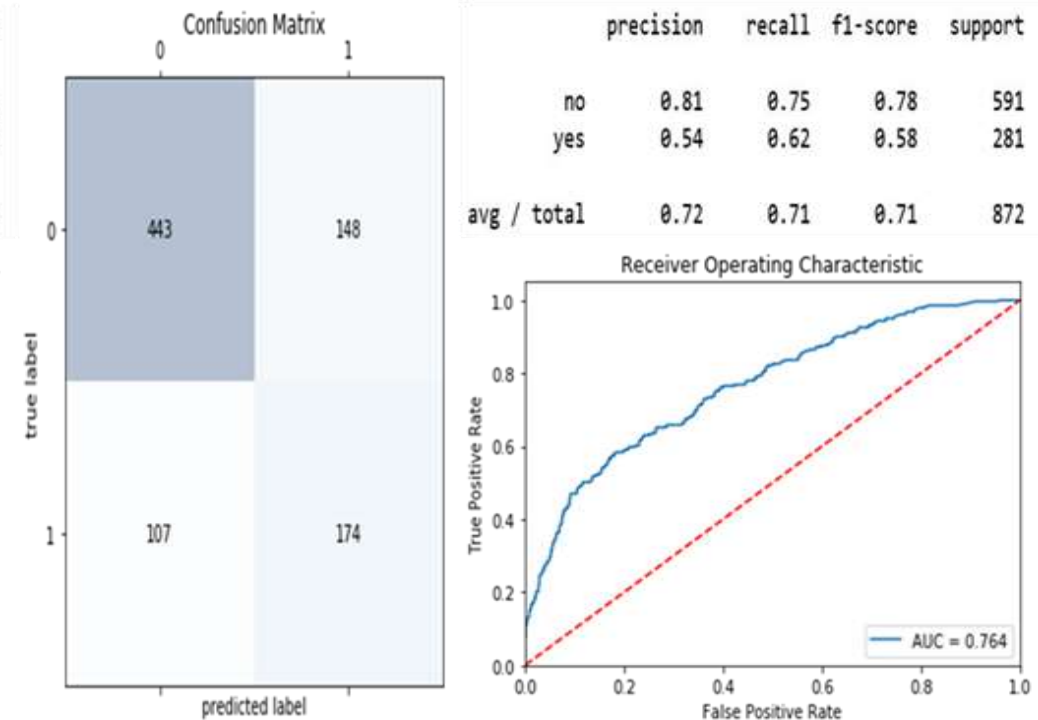 Confusion Matrix
0 1
0 443 148
true label
1 107 174
predicted label
precision recall f1-score support
no 0.81 0.75 0.78 591
yes 0.54 0.62 0.58 281
avg / total 0.72 0.71 0.71 872
Receiver Operating Characteristic
1.0
0.8
0.6
0.4
0.2
0.0
True Positive Rate
AUC = 0.764
0.0 0.2 0.4 0.6 0.8 1.0
False Positive Rate